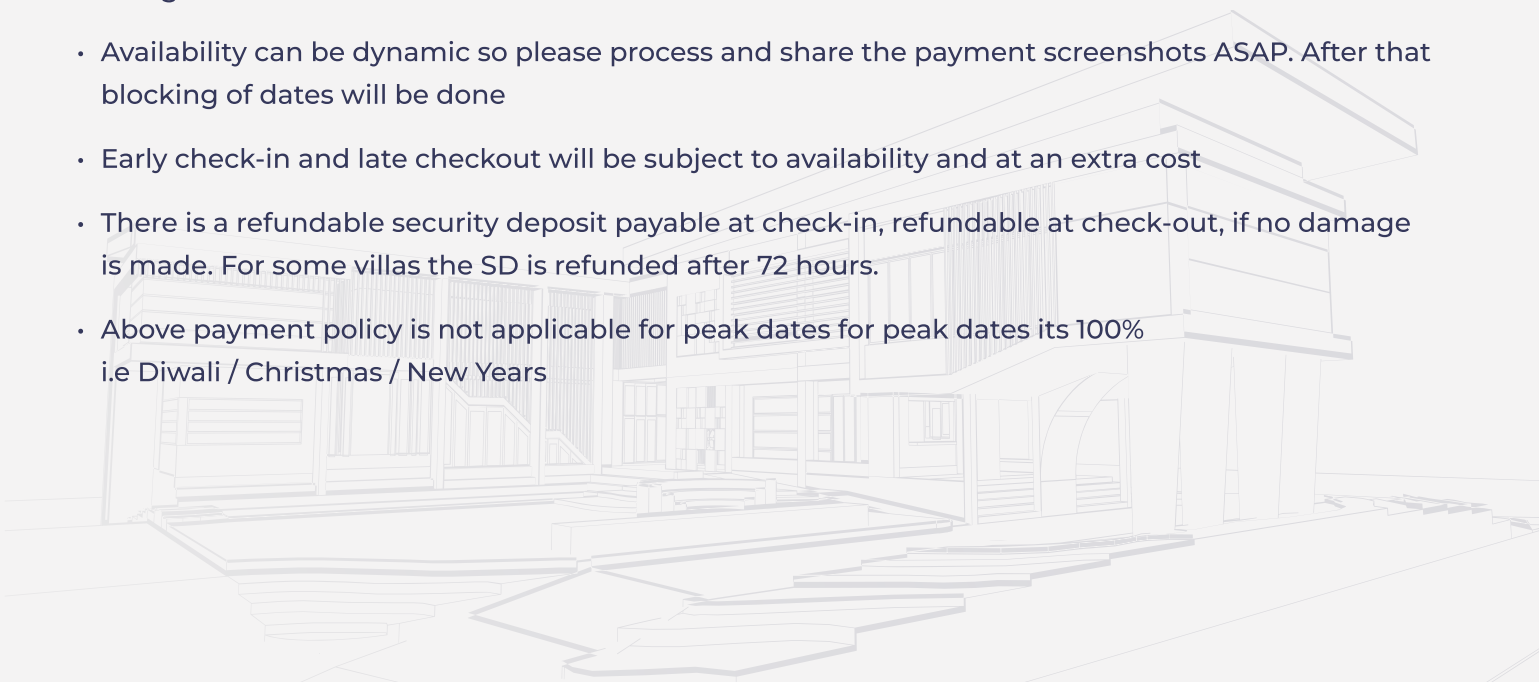 • Availability can be dynamic so please process and share the payment screenshots ASAP. After that
blocking of dates will be done
• Early check-in and late checkout will be subject to availability and at an extra cost
• There is a refundable security deposit payable at check-in, refundable at check-out, if no damage
is made. For some villas the SD is refunded after 72 hours.
• Above payment policy is not applicable for peak dates for peak dates its 100%
i.e Diwali / Christmas / New Years